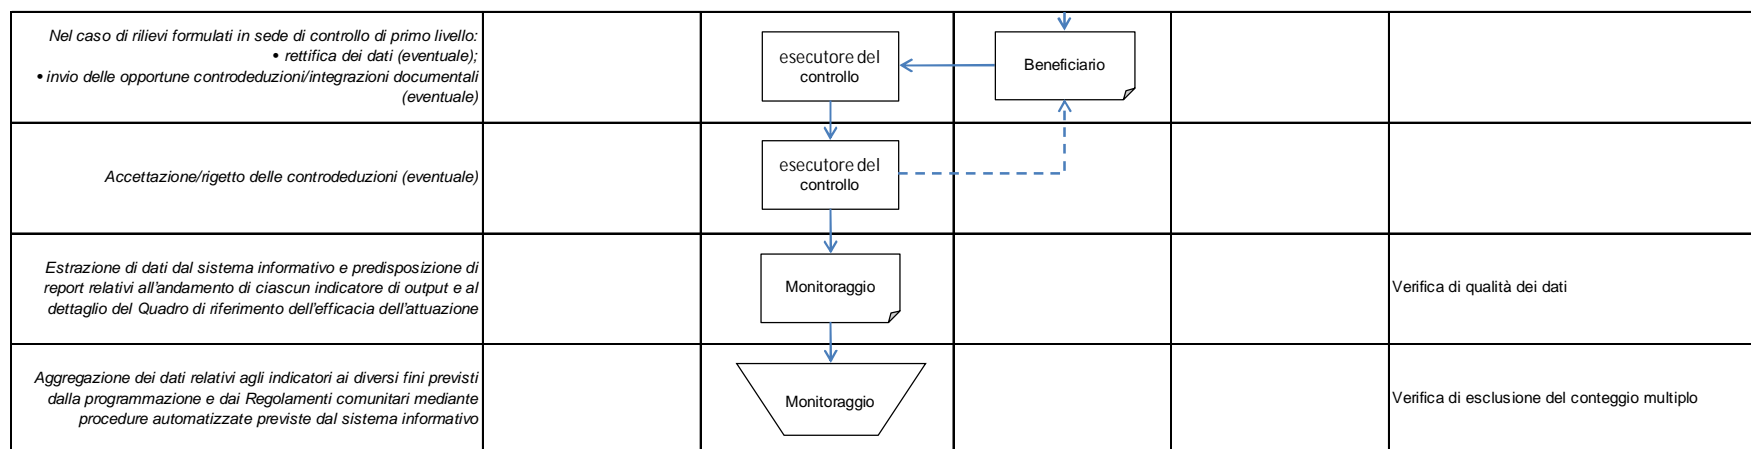 Nel caso di rilievi formulati in sede di controllo di primo livello:
• rettifica dei dati (eventuale);
• invio delle opportune controdeduzioni/integrazioni documentali
(eventuale)
esecutore del
controllo
Beneficiario
Accettazione/rigetto delle controdeduzioni (eventuale)
esecutore del
controllo
Estrazione di dati dal sistema informativo e predisposizione di
report relativi all'andamento di ciascun indicatore di output e al
dettaglio del Quadro di riferimento dell'efficacia dell'attuazione
Monitoraggio
Verifica di qualità dei dati
Aggregazione dei dati relativi agli indicatori ai diversi fini previsti
dalla programmazione e dai Regolamenti comunitari mediante
procedure automatizzate previste dal sistema informativo
Monitoraggio
Verifica di esclusione del conteggio multiplo